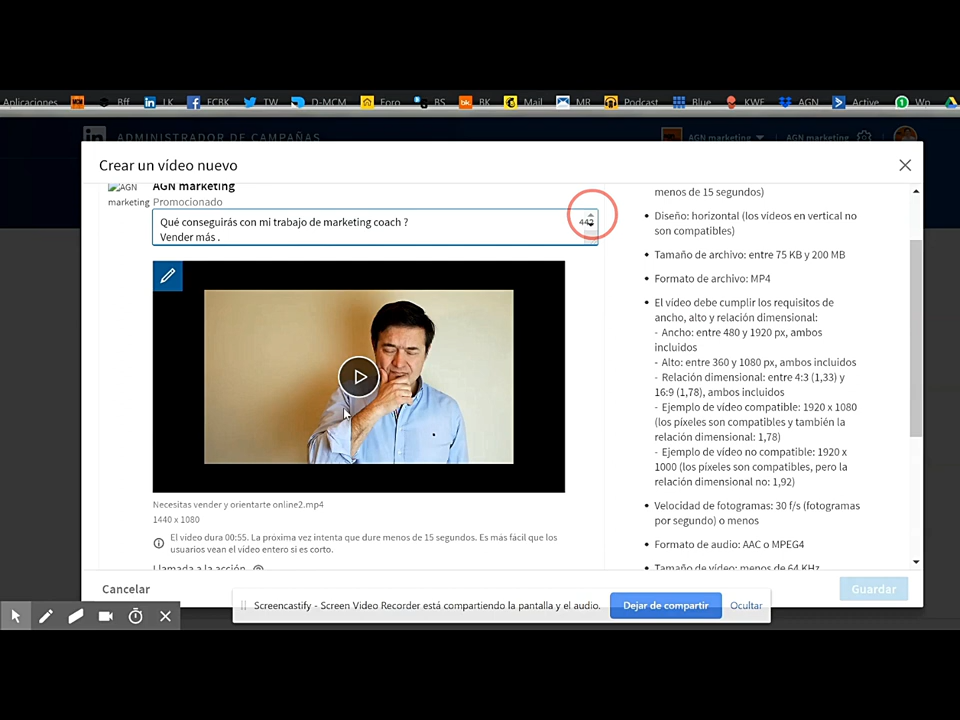 Aplicaciones Bff LK FCBK TW D-MCM Foro BS BK Mail MR Podcast Blue KWF AGN Active Wp
ADMINISTRADOR DE CAMPAÑAS AGN marketing AGN marketing
Crear un vídeo nuevo
AGN
marketing
AGN marketing
Promocionado
Qué conseguirás con mi trabajo de marketing coach ?
Vender más .
Necesitas vender y orientarte online2.mp4
1440 x 1080
El vídeo dura 00:55. La próxima vez intenta que dure menos de 15 segundos. Es más fácil que los
usuarios vean el vídeo entero si es corto.
Llamada a la acción
menos de 15 segundos)
• Diseño: horizontal (los vídeos en vertical no
son compatibles)
• Tamaño de archivo: entre 75 KB y 200 MB
• Formato de archivo: MP4
• El vídeo debe cumplir los requisitos de
ancho, alto y relación dimensional:
- Ancho: entre 480 y 1920 px, ambos
incluidos
- Alto: entre 360 y 1080 px, ambos incluidos
- Relación dimensional: entre 4:3 (1,33) y
16:9 (1,78), ambos incluidos
- Ejemplo de vídeo compatible: 1920 x 1080
(los píxeles son compatibles y también la
relación dimensional: 1,78)
- Ejemplo de vídeo no compatible: 1920 x
1000 (los píxeles son compatibles, pero la
relación dimensional no: 1,92)
• Velocidad de fotogramas: 30 f/s (fotogramas
por segundo) o menos
• Formato de audio: AAC o MPEG4
• Tamaño de vídeo: menos de 64 KHz
Cancelar
Guardar
Screencastify - Screen Video Recorder está compartiendo la pantalla y el audio.
Dejar de compartir
Ocultar